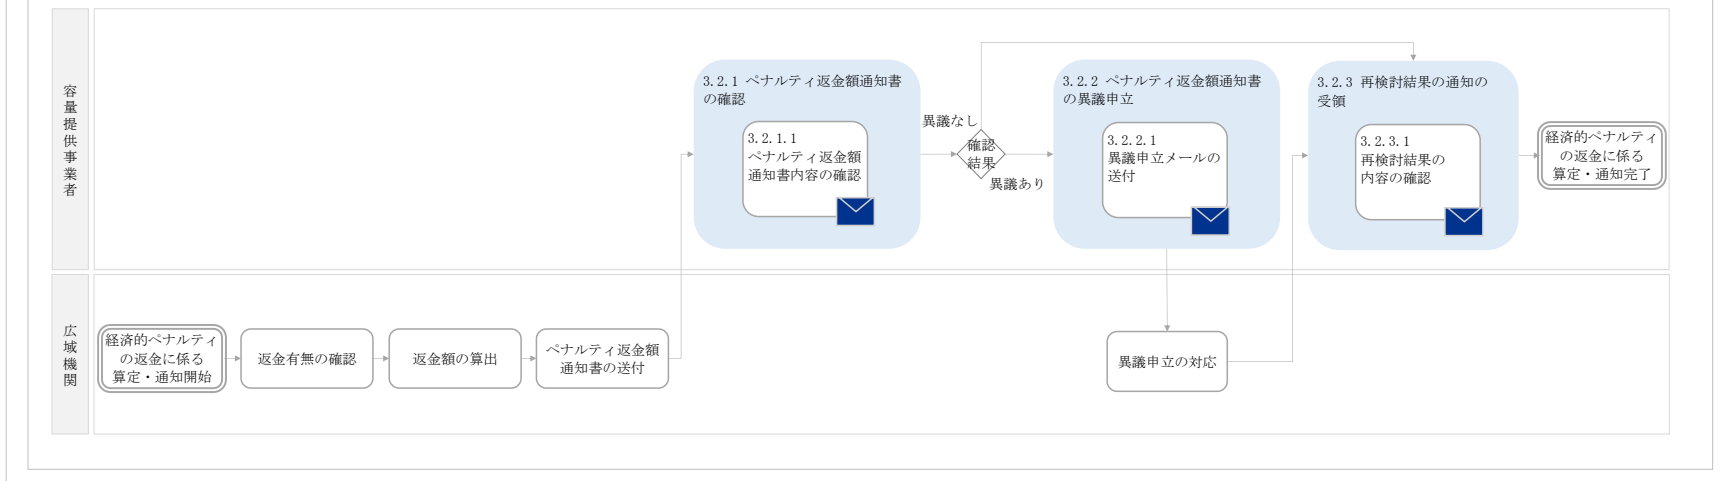 容量提供事業者
3.2.1 ペナルティ返金額通知書
の確認
3.2.1.1
ペナルティ返金額
通知書内容の確認
異議なし
確認
結果
異議あり
3.2.2 ペナルティ返金額通知書
の異議申立
3.2.2.1
異議申立メールの
送付
3.2.3 再検討結果の通知の
受領
3.2.3.1
再検討結果の
内容の確認
経済的ペナルティ
の返金に係る
算定・通知完了
広域機関
経済的ペナルティ
の返金に係る
算定・通知開始
返金有無の確認
返金額の算出
ペナルティ返金額
通知書の送付
異議申立の対応